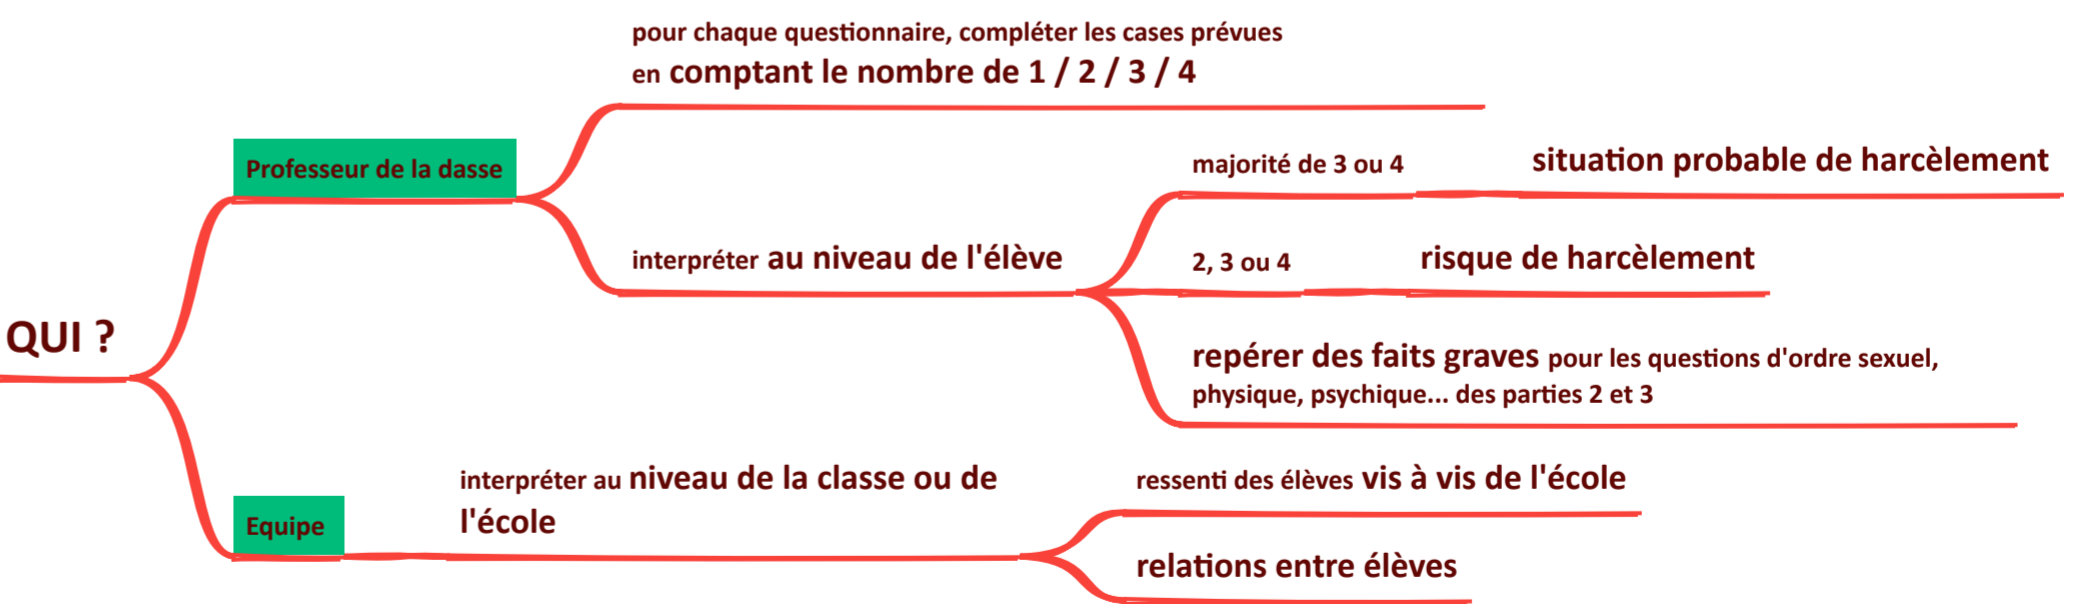 QUI ?
Professeur de la dasse
pour chaque questionnaire, compléter les cases prévues
en comptant le nombre de 1 / 2 / 3 / 4
interpréter au niveau de l'élève
majorité de 3 ou 4
situation probable de harcèlement
2, 3 ou 4
risque de harcèlement
repérer des faits graves pour les questions d'ordre sexuel,
physique, psychique... des parties 2 et 3
Equipe
interpréter au niveau de la classe ou de
l'école
ressenti des élèves vis à vis de l'école
relations entre élèves